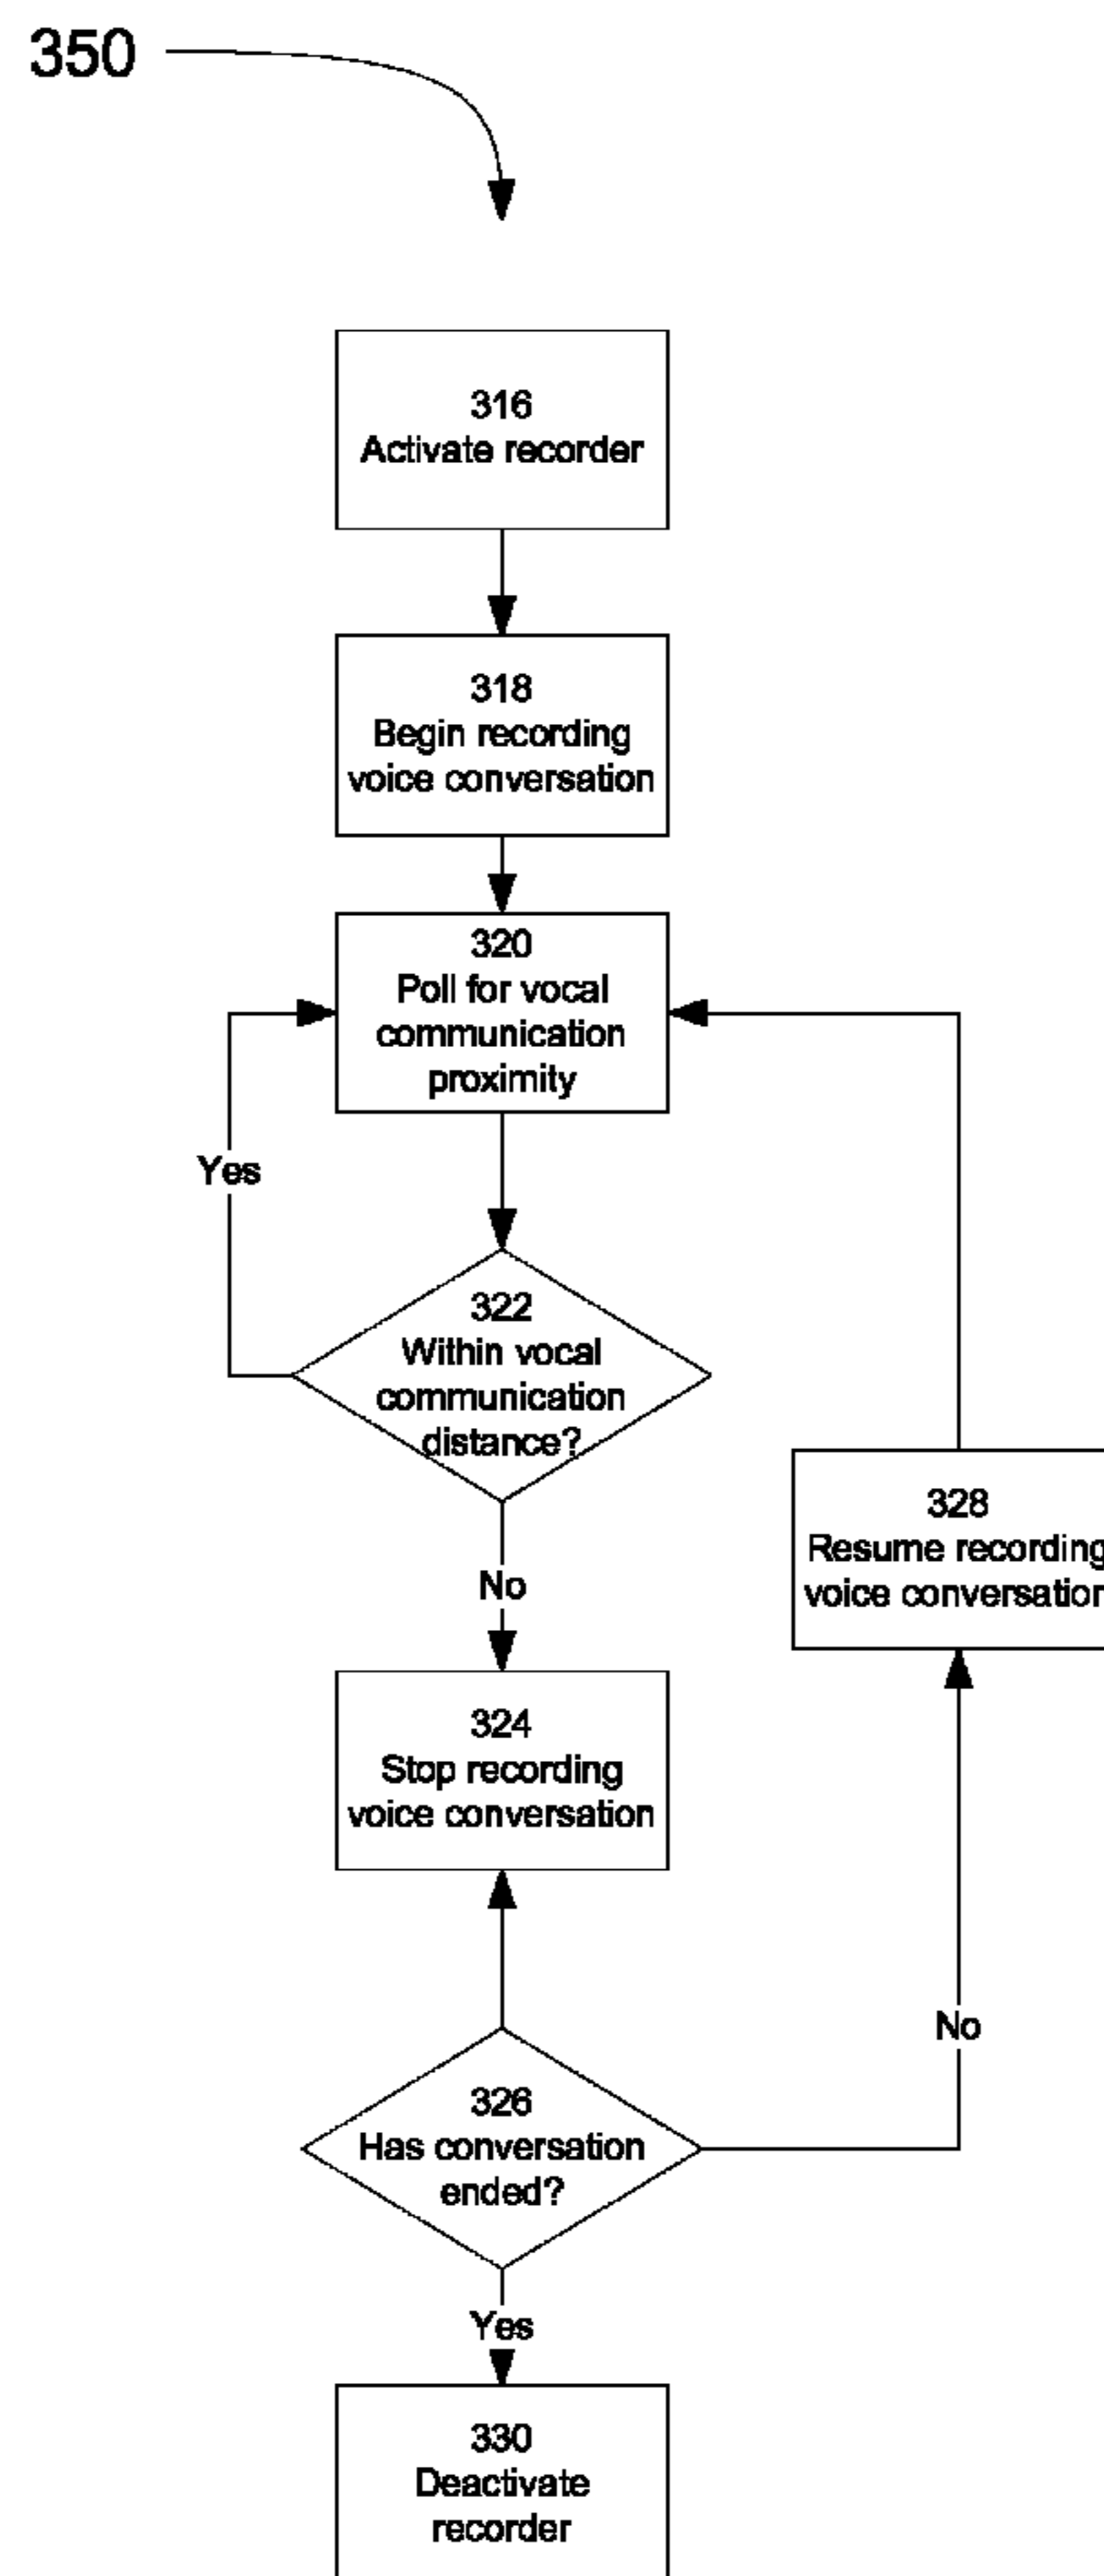 350
316
Activate recorder
318
Begin recording
voice conversation
320
Poll for vocal
communication
proximity
Yes
322
Within vocal
communication
distance?
No
328
Resume recording
voice conversation
324
Stop recording
voice conversation
No
326
Has conversation
ended?
Yes
330
Deactivate
recorder